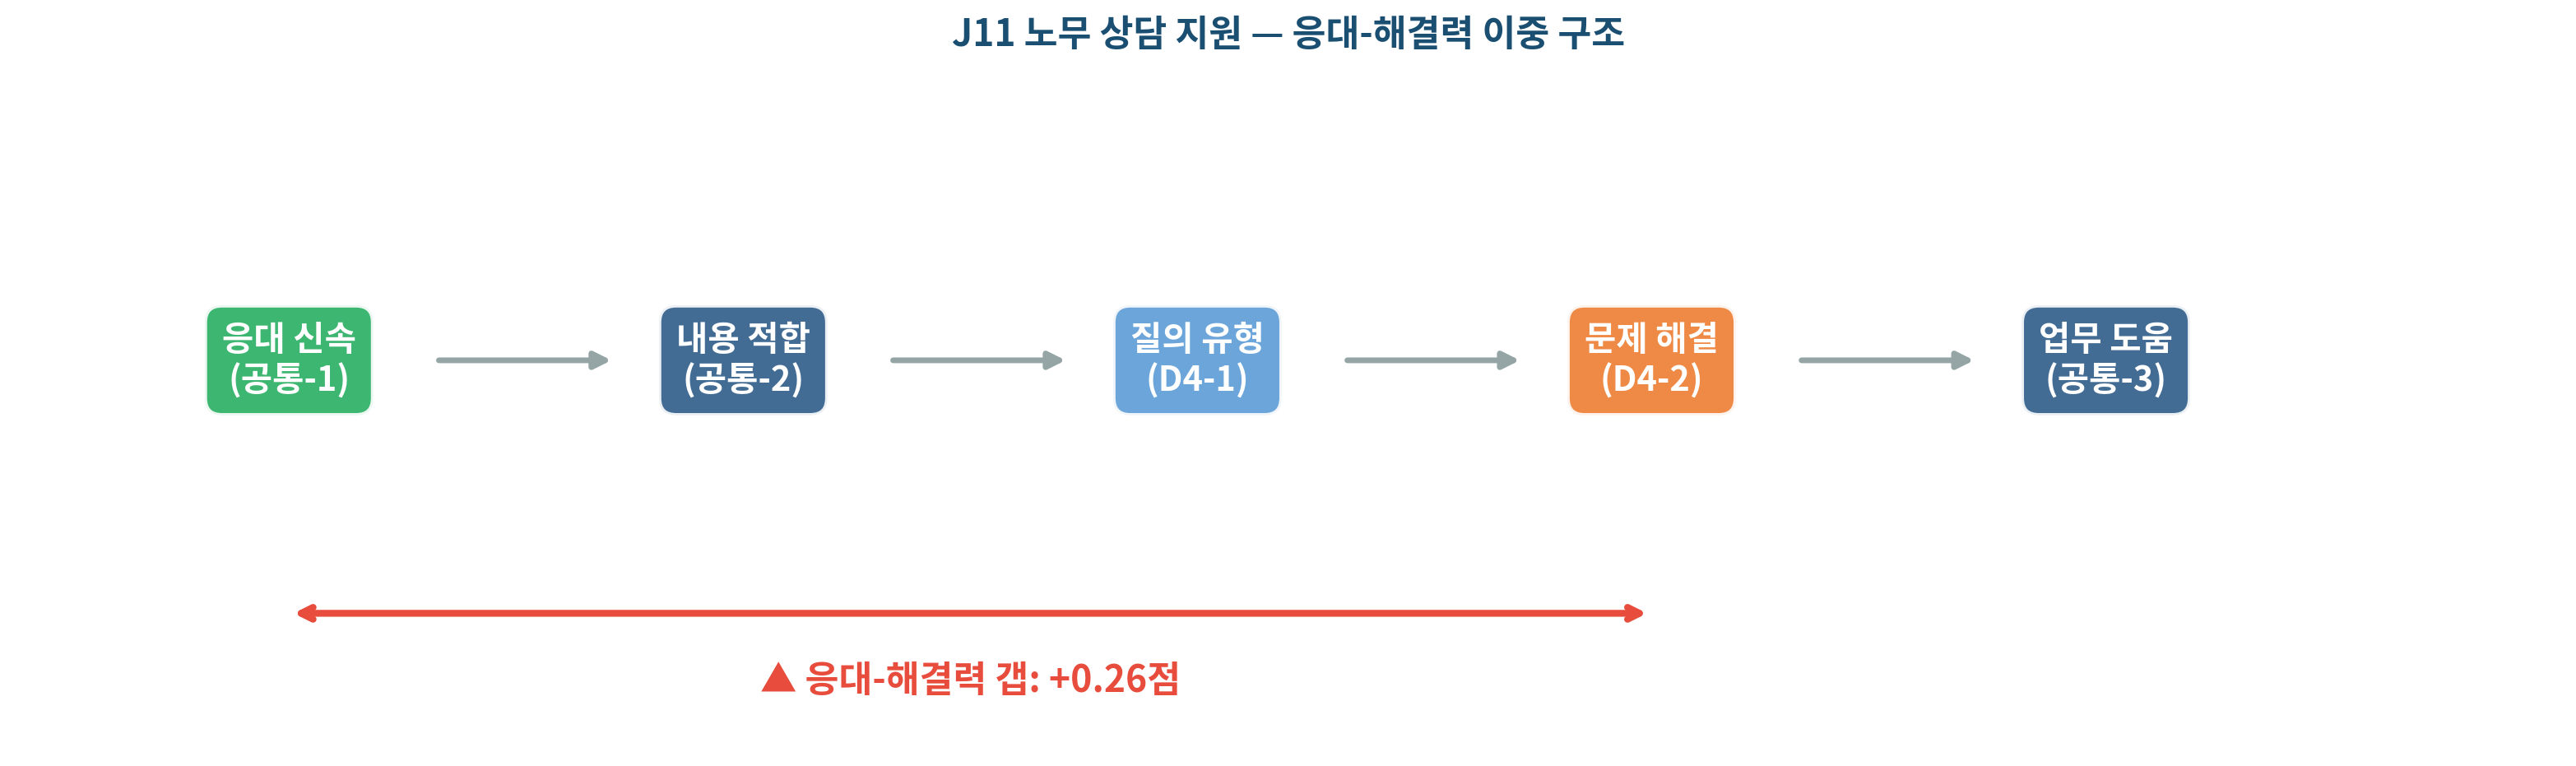 J11 노무 상담 지원 — 응대-해결력 이중 구조
응대 신속
(공통-1)
내용 적합
(공통-2)
질의 유형
(D4-1)
문제 해결
(D4-2)
업무 도움
(공통-3)
▲ 응대-해결력 갭: +0.26점